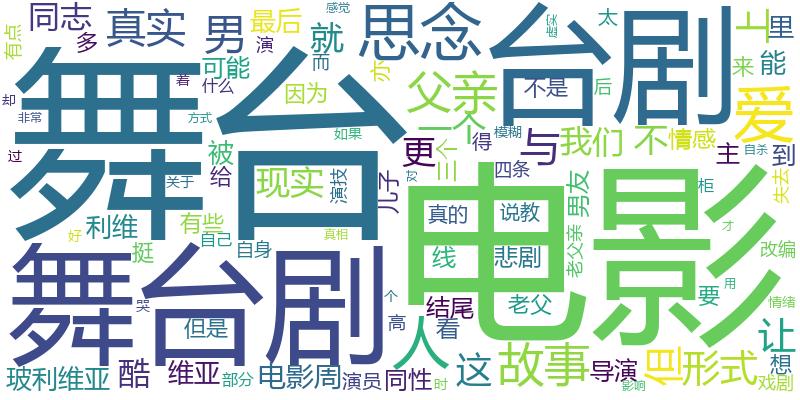 同志 多 真实 男 最后 就 演 感觉 思念 台剧 太 上 里
有点 可能 而 亦 父亲 不是 后 来 能
舞台 着 什么 因为 一个 爱
却 非常 方式 如果 模糊 得 我们 不 情感 自杀
过 被 更 三个 与 主 到
关于 给 现实 演技 儿子 对 四条 失去
利维 有些 电影 真的 说教 男友 柜 才
好 挺 自己 自身 真相 线 悲剧 老父亲 改编
舞台剧 哭 个 结尾 老父 要 用 情绪
但是 高 人 看 让
玻利维亚 酷 维亚 部分 电影周 演员 同性 时 这 故事 导演 但 形式 想
影响 戏剧
虚实